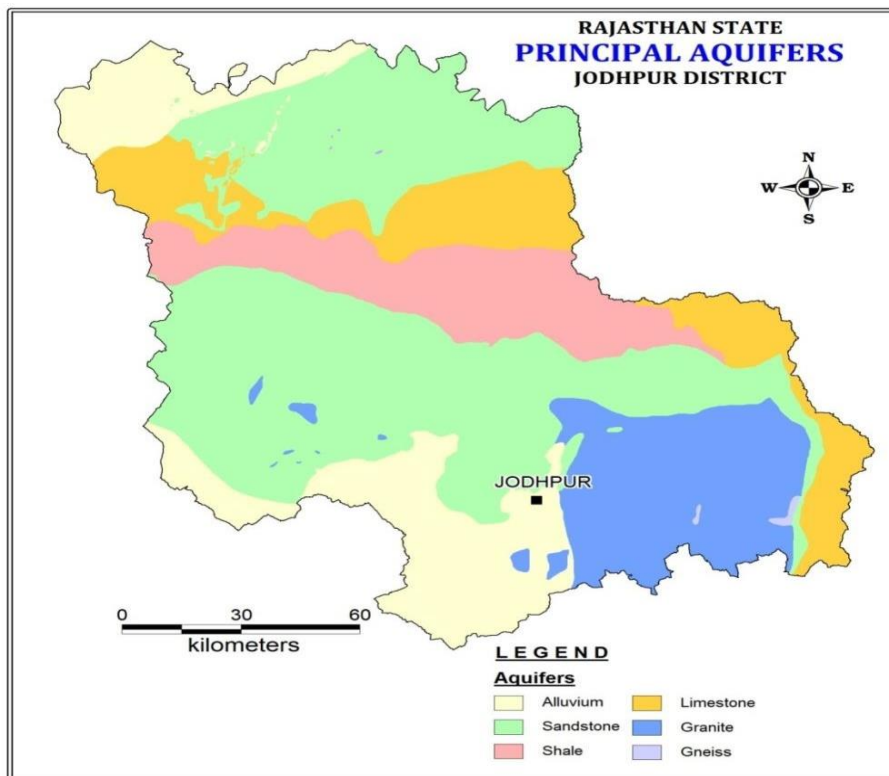 RAJASTHAN STATE
PRINCIPAL AQUIFERS
JODHPUR DISTRICT
N
W E
S
JODHPUR
0 30 60
kilometers
LEGEND
Aquifers
Alluvium Limestone
Sandstone Granite
Shale Gneiss